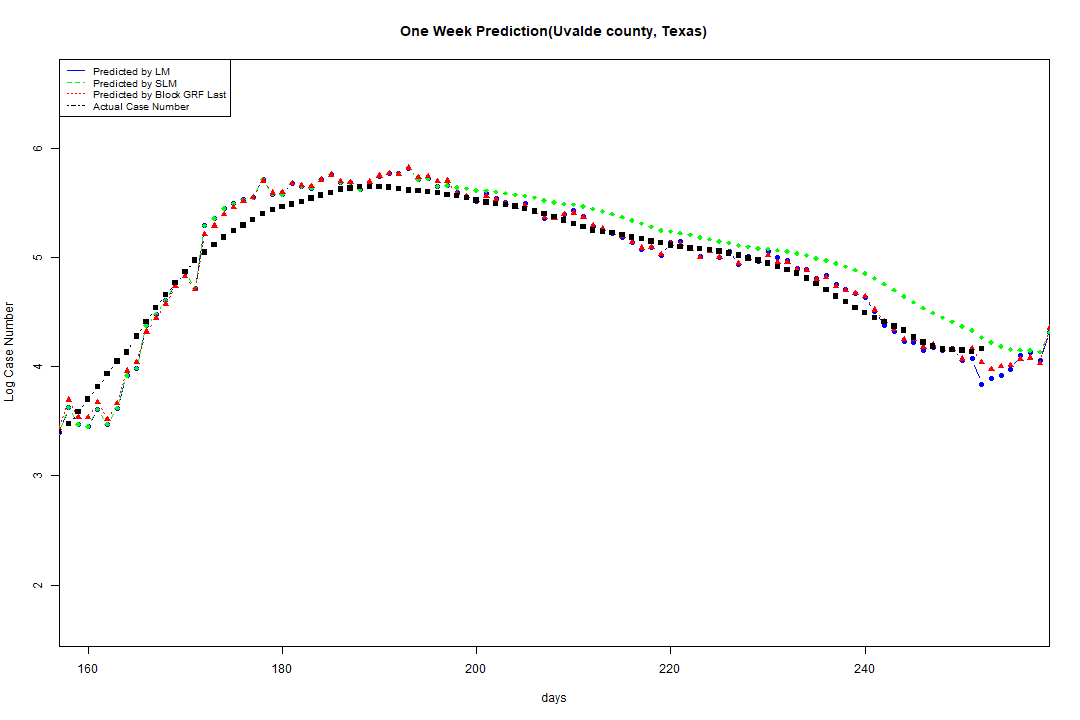 One Week Prediction(Uvalde county, Texas)
Predicted by LM
Predicted by SLM
Predicted by Block GRF Last
Actual Case Number
6
5
4
3
2
Log Case Number
160 180 200 220 240
days